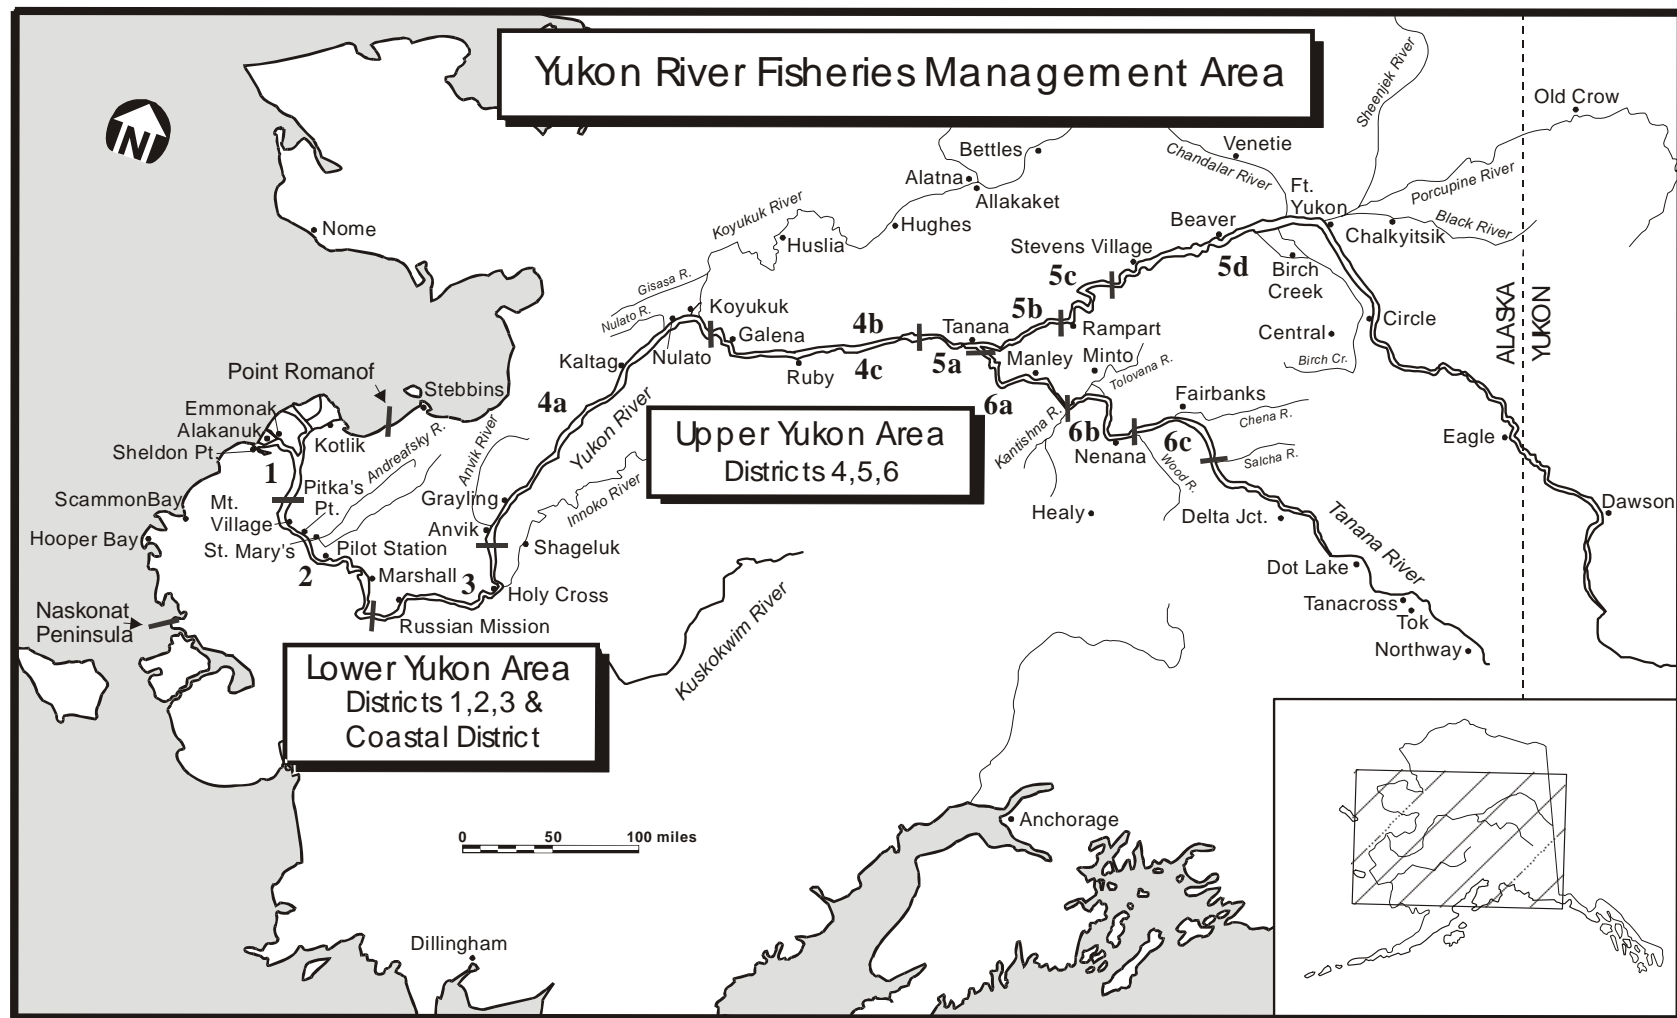 Yukon River Fisheries Management Area
N
Nome
Bettles
Alatna
Allakaket
Hughes
Koyukuk River
Huslia
Venetie
Chandalar River
Sheenjek River
Old Crow
Porcupine River
Ft.
Yukon
Black River
Chalkyitsik
Beaver
Stevens Village
5c
5d
Birch
Creek
Gisasa R.
Nulato R.
Koyukuk
Galena
4b
Tanana
5b
Rampart
Central
Circle
ALASKA
YUKON
Kaltag
Nulato
Ruby
4c
5a
Manley
Minto
Tolovana R.
Birch Cr.
Point Romanof
Stebbins
4a
Yukon River
6a
Kantishna R.
Fairbanks
Chena R.
Emmonak
Alakanuk
Sheldon Pt.
Kotlik
Andreafsky R.
Anvik River
Upper Yukon Area
Districts 4,5,6
6b
Nenana
6c
Wood R.
Salcha R.
Eagle
1
Pitka's
Pt.
Grayling
Innoko River
Scammon Bay
Mt.
Village
Hooper Bay
St. Mary's
Anvik
Shageluk
Healy
Delta Jct.
Tanana River
Dawson
Pilot Station
2
Marshall
3
Holy Cross
Dot Lake
Tanacross
Tok
Northway
Naskonat
Peninsula
Russian Mission
Kuskokwim River
Lower Yukon Area
Districts 1,2,3 &
Coastal District
0 50 100 miles
Anchorage
Dillingham